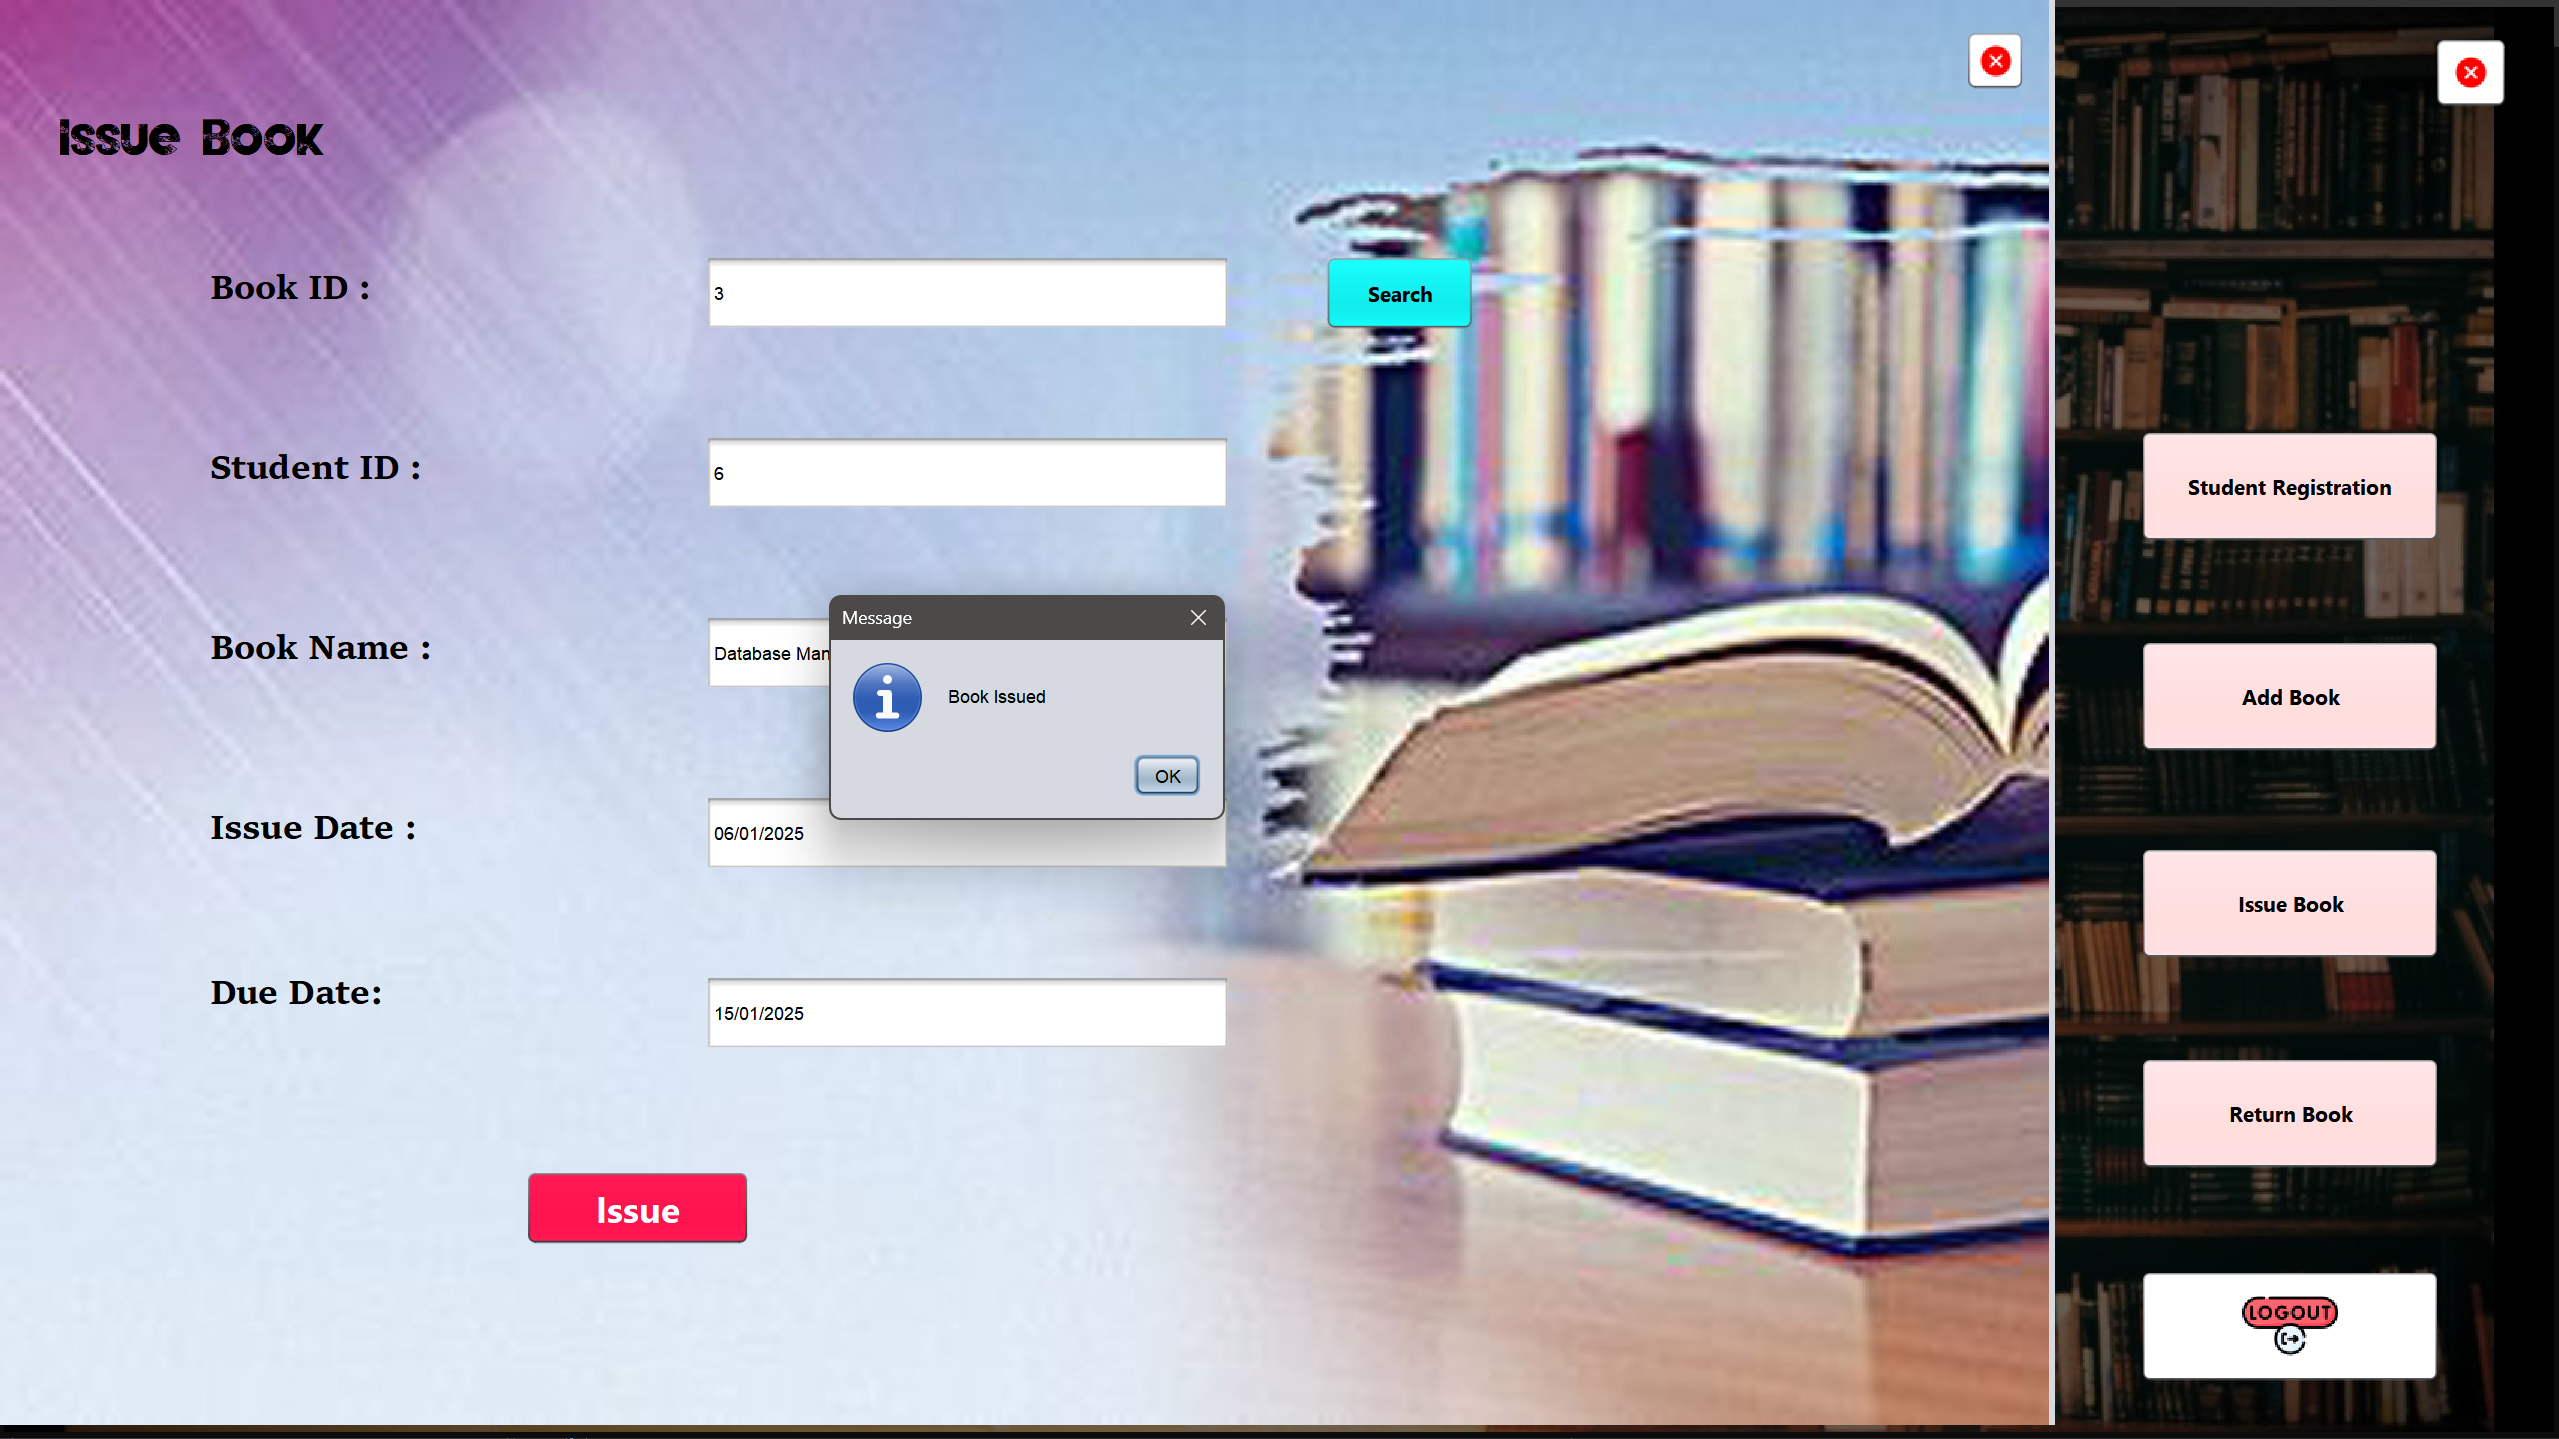 Issue Book
Book ID :
3
Search
Student ID :
6
Student Registration
Message
Book Name :
Database Man
Book Issued
Add Book
OK
Issue Date :
06/01/2025
Issue Book
Due Date:
15/01/2025
Return Book
Issue
LOGOUT